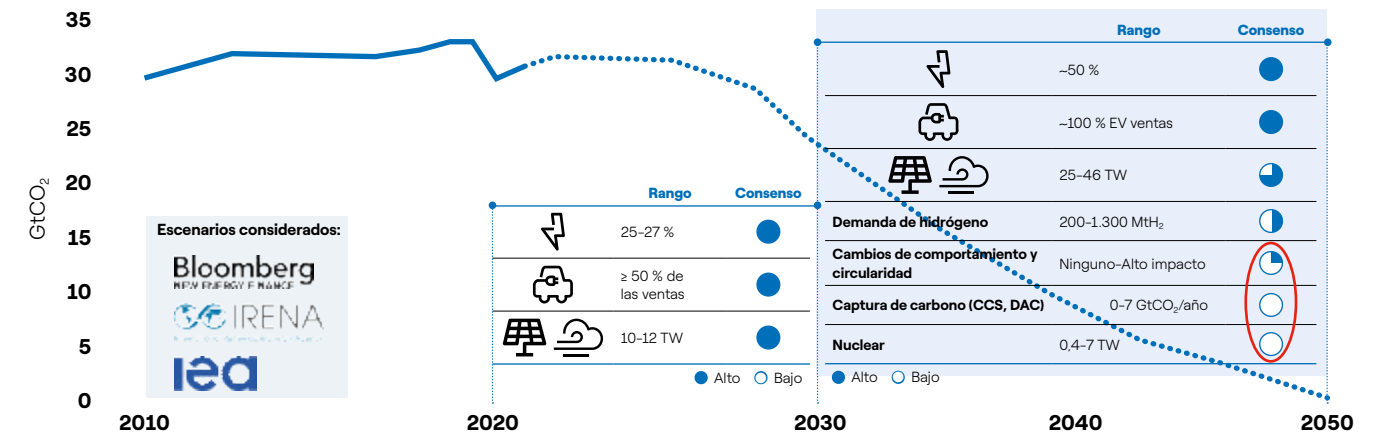 35
30
25
20
15
10
5
0
GtCO₂
2010
2020
2030
2040
2050
Escenarios considerados:
Bloomberg
NEW ENERGY FINANCE
IRENA
iea
Rango Consenso
25-27 %
≥ 50 % de
las ventas
10-12 TW
Alto Bajo
Rango Consenso
~50 %
~100 % EV ventas
25-46 TW
Demanda de hidrógeno 200-1.300 MtH₂
Cambios de comportamiento y
circularidad
Ninguno-Alto impacto
Captura de carbono (CCS, DAC) 0-7 GtCO₂/año
Nuclear 0,4-7 TW
Alto Bajo